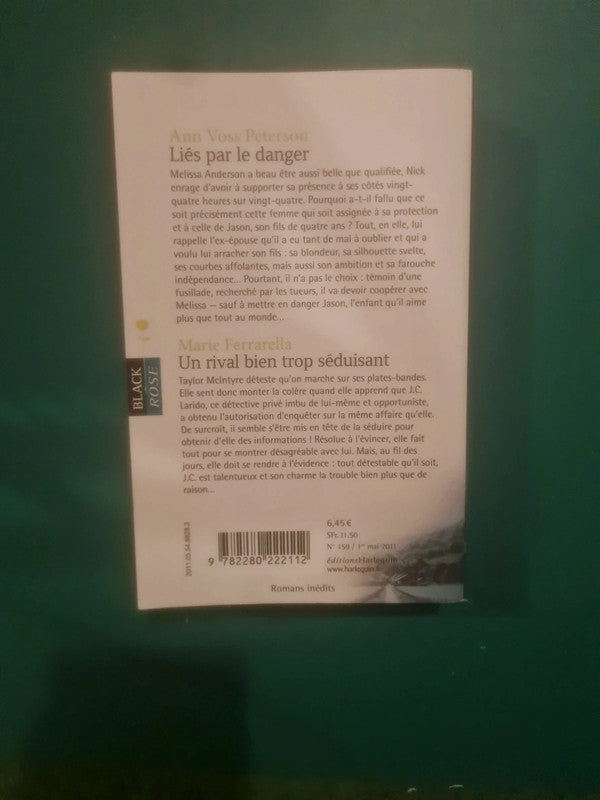 Ann Voss Peterson
Liés par le danger
Melissa Anderson a beau être aussi belle que qualifiée, Nick
enrage d'avoir à supporter sa présence à ses côtés vingt-
quatre heures sur vingt-quatre. Pourquoi a-t-il fallu que ce
soit précisément cette femme qui soit assignée à sa protection
et à celle de Jason, son fils de quatre ans ? Tout, en elle, lui
rappelle l'ex-épouse qu'il a eu tant de mal à oublier et qui a
voulu lui arracher son fils : sa blondeur, sa silhouette svelte,
ses courbes affolantes, mais aussi son ambition et sa farouche
indépendance... Pourtant, il n'a pas le choix : témoin d'une
fusillade, recherché par les tueurs, il va devoir coopérer avec
Melissa – sauf à mettre en danger Jason, l'enfant qu'il aime
plus que tout au monde...
Marie Ferrarella
Un rival bien trop séduisant
Taylor McIntyre déteste qu'on marche sur ses plates-bandes.
Elle sent donc monter la colère quand elle apprend que J.C.
Larido, ce détective privé imbu de lui-même et opportuniste,
a obtenu l'autorisation d'enquêter sur la même affaire qu'elle.
De surcroît, il semble s'être mis en tête de la séduire pour
obtenir d'elle des informations ! Résolue à l'évincer, elle fait
tout pour se montrer désagréable avec lui. Mais, au fil des
jours, elle doit se rendre à l'évidence : tout détestable qu'il soit,
J.C. est talentueux et son charme la trouble bien plus que de
raison...
BLACK
ROSE
2011.05.54.9828.3
9 782280 222112
6,45 €
SFr. 11.50
N° 159 / 1er mai 2011
éditionsHarlequin
www.harlequin.fr
Romans inédits